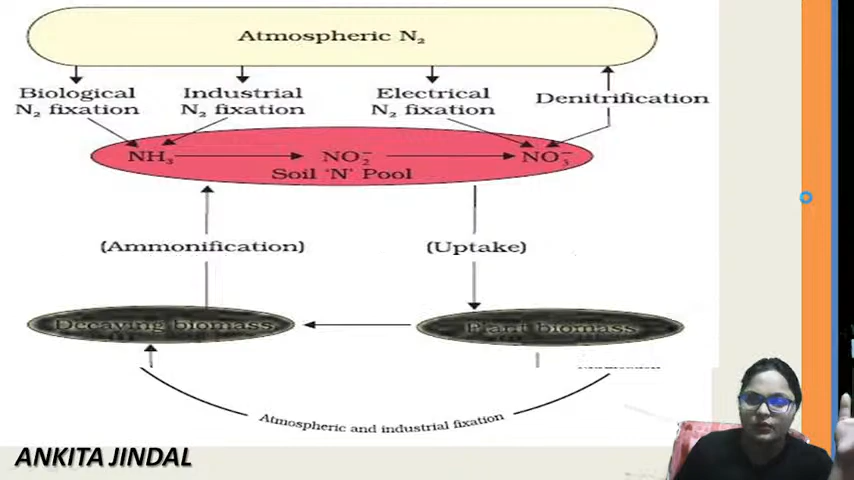 Atmospheric N₂
Biological
N₂ fixation
Industrial
N₂ fixation
Electrical
N₂ fixation
Denitrification
NH₃
NO₂⁻
NO₃⁻
Soil 'N' Pool
(Ammonification)
(Uptake)
Decaying biomass
Plant biomass
Atmospheric and industrial fixation
ANKITA JINDAL